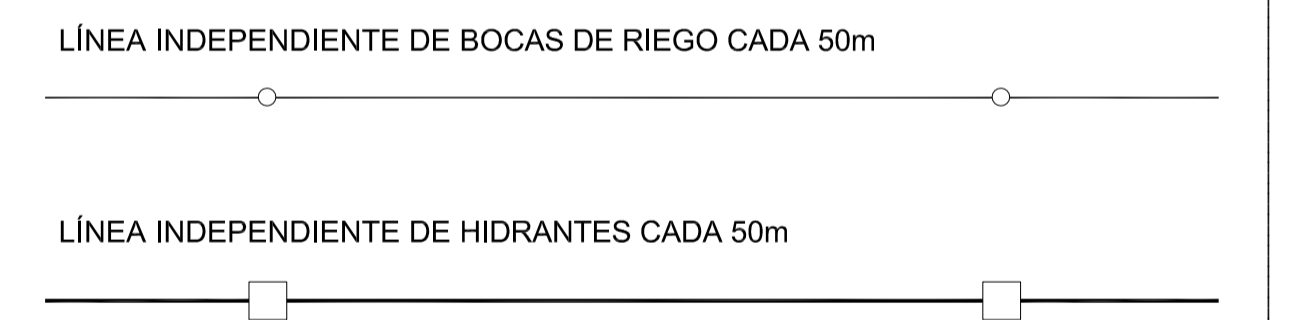 LÍNEA INDEPENDIENTE DE BOCAS DE RIEGO CADA 50m
LÍNEA INDEPENDIENTE DE HIDRANTES CADA 50m